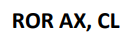 ROR AX, CL